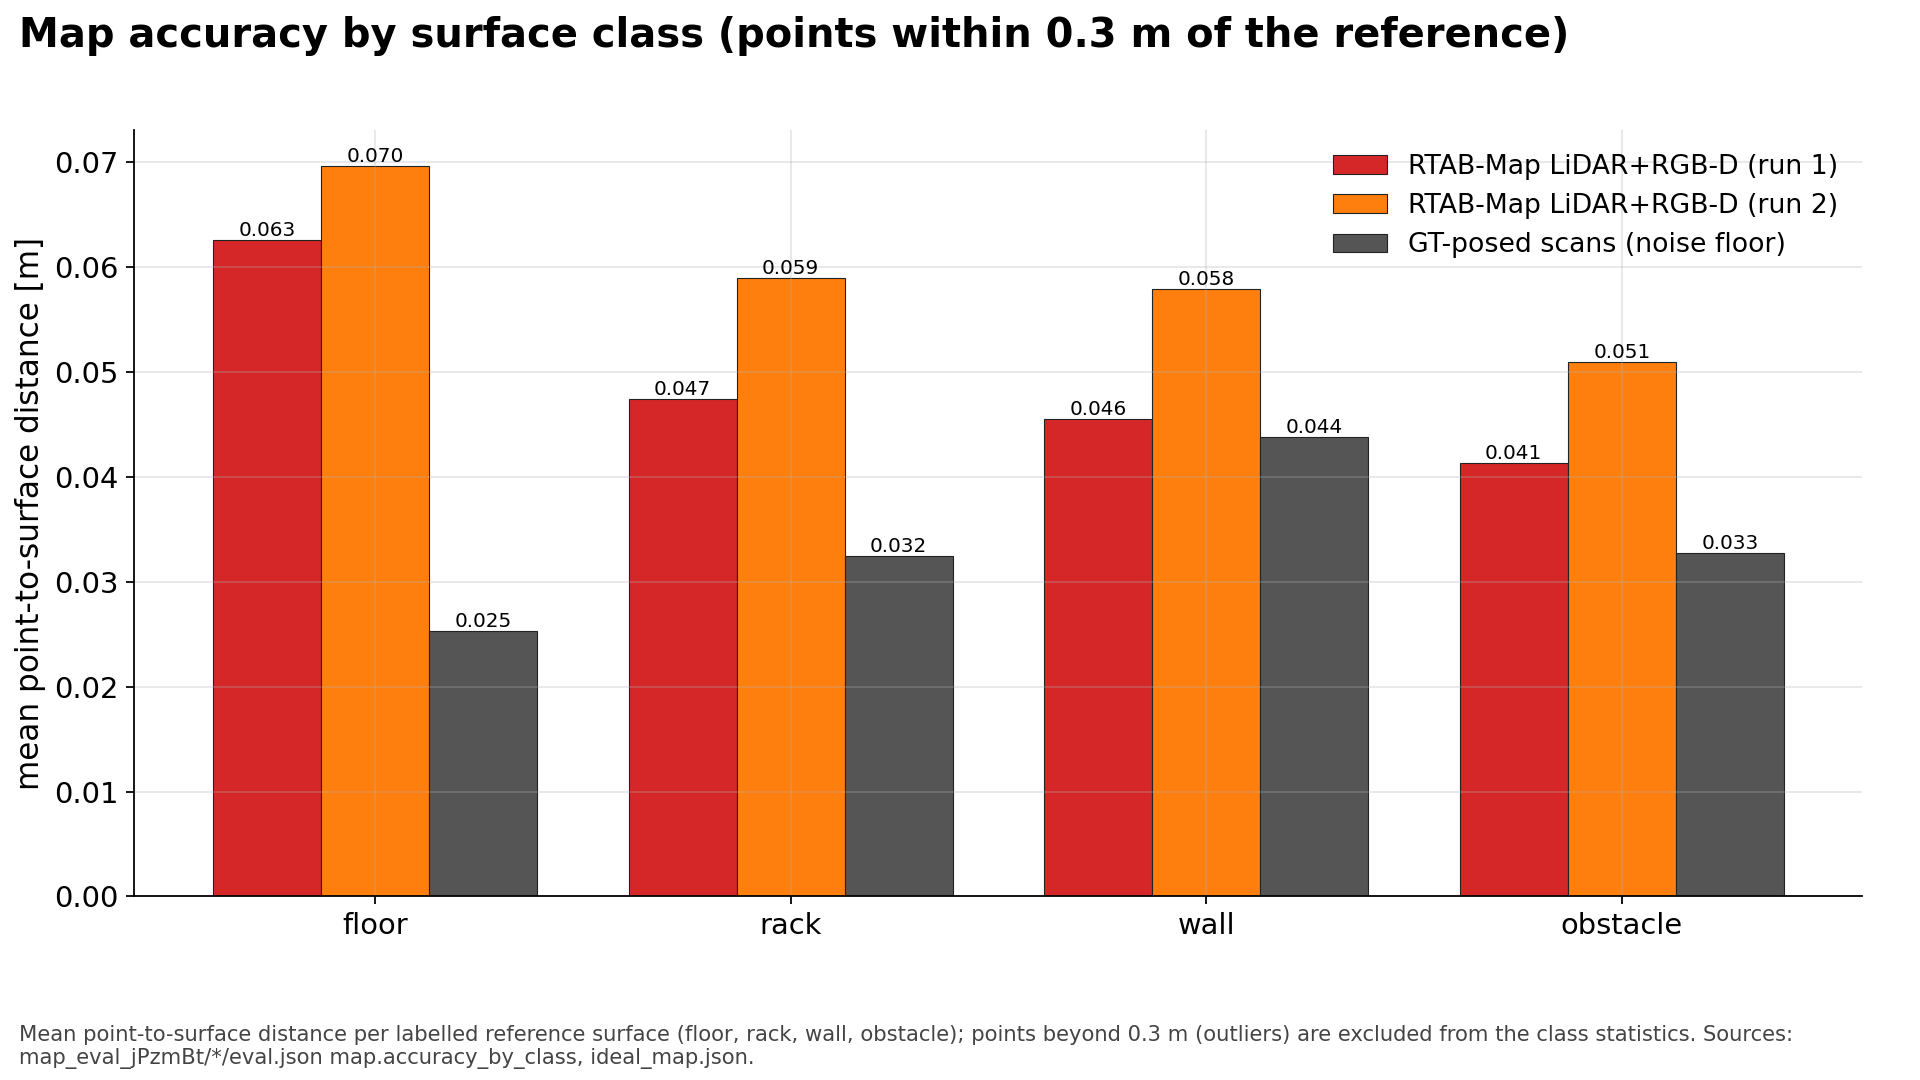 Map accuracy by surface class (points within 0.3 m of the reference)
RTAB-Map LiDAR+RGB-D (run 1)
RTAB-Map LiDAR+RGB-D (run 2)
GT-posed scans (noise floor)
mean point-to-surface distance [m]
0.07
0.06
0.05
0.04
0.03
0.02
0.01
0.00
0.063
0.070
0.025
0.047
0.059
0.032
0.046
0.058
0.044
0.041
0.051
0.033
floor
rack
wall
obstacle
Mean point-to-surface distance per labelled reference surface (floor, rack, wall, obstacle); points beyond 0.3 m (outliers) are excluded from the class statistics. Sources:
map_eval_jPzmBt/*/eval.json map.accuracy_by_class, ideal_map.json.